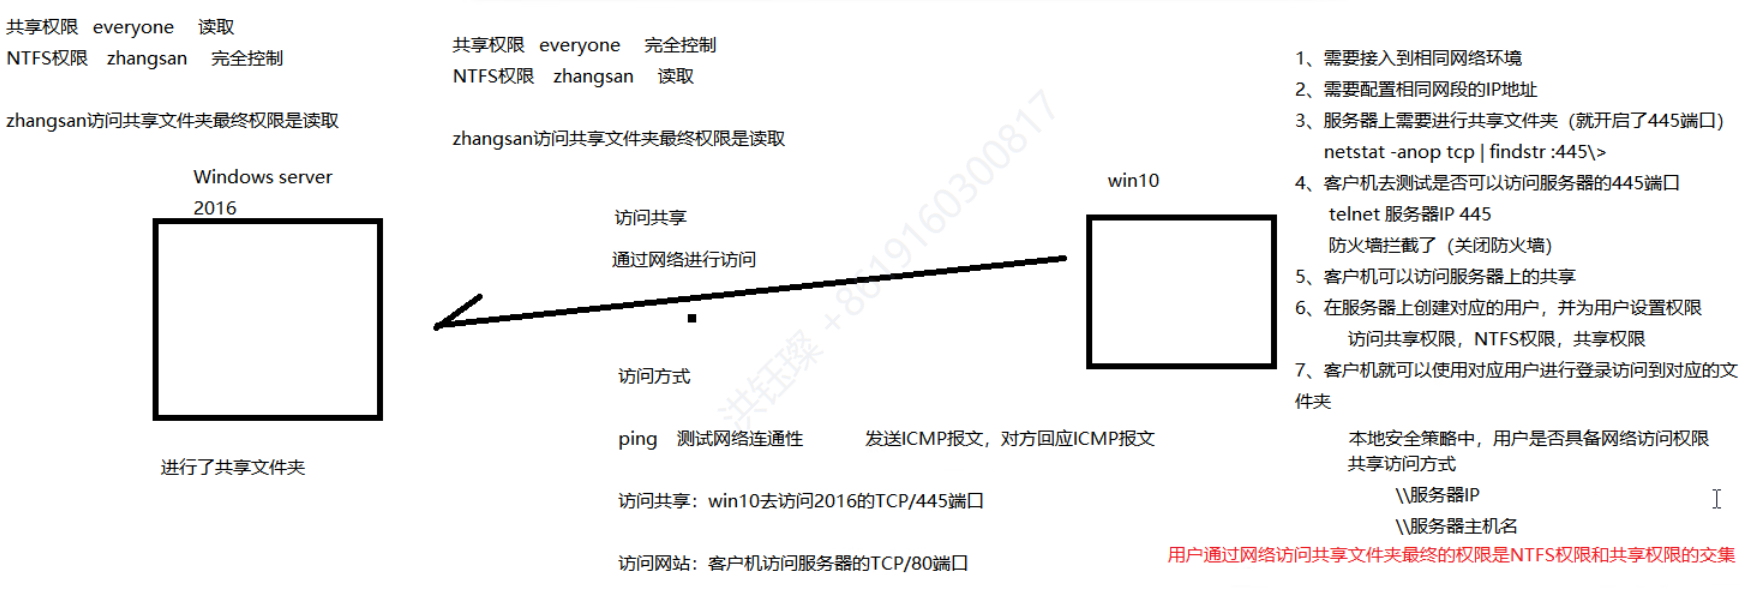 共享权限 everyone 读取
NTFS权限 zhangsan 完全控制
zhangsan访问共享文件夹最终权限是读取
Windows server
2016
进行了共享文件夹
共享权限 everyone 完全控制
NTFS权限 zhangsan 读取
zhangsan访问共享文件夹最终权限是读取
访问共享
通过网络进行访问
访问方式
ping 测试网络连通性 发送ICMP报文，对方回应ICMP报文
访问共享：win10去访问2016的TCP/445端口
访问网站：客户机访问服务器的TCP/80端口
win10
1、需要接入到相同网络环境
2、需要配置相同网段的IP地址
3、服务器上需要进行共享文件夹（就开启了445端口）
netstat -anop tcp | findstr :445\>
4、客户机去测试是否可以访问服务器的445端口
telnet 服务器IP 445
防火墙拦截了（关闭防火墙）
5、客户机可以访问服务器上的共享
6、在服务器上创建对应的用户，并为用户设置权限
访问共享权限，NTFS权限，共享权限
7、客户机就可以使用对应用户进行登录访问到对应的文
件夹
本地安全策略中，用户是否具备网络访问权限
共享访问方式
\\服务器IP
\\服务器主机名
用户通过网络访问共享文件夹最终的权限是NTFS权限和共享权限的交集
洪钰璨 +8619160300817